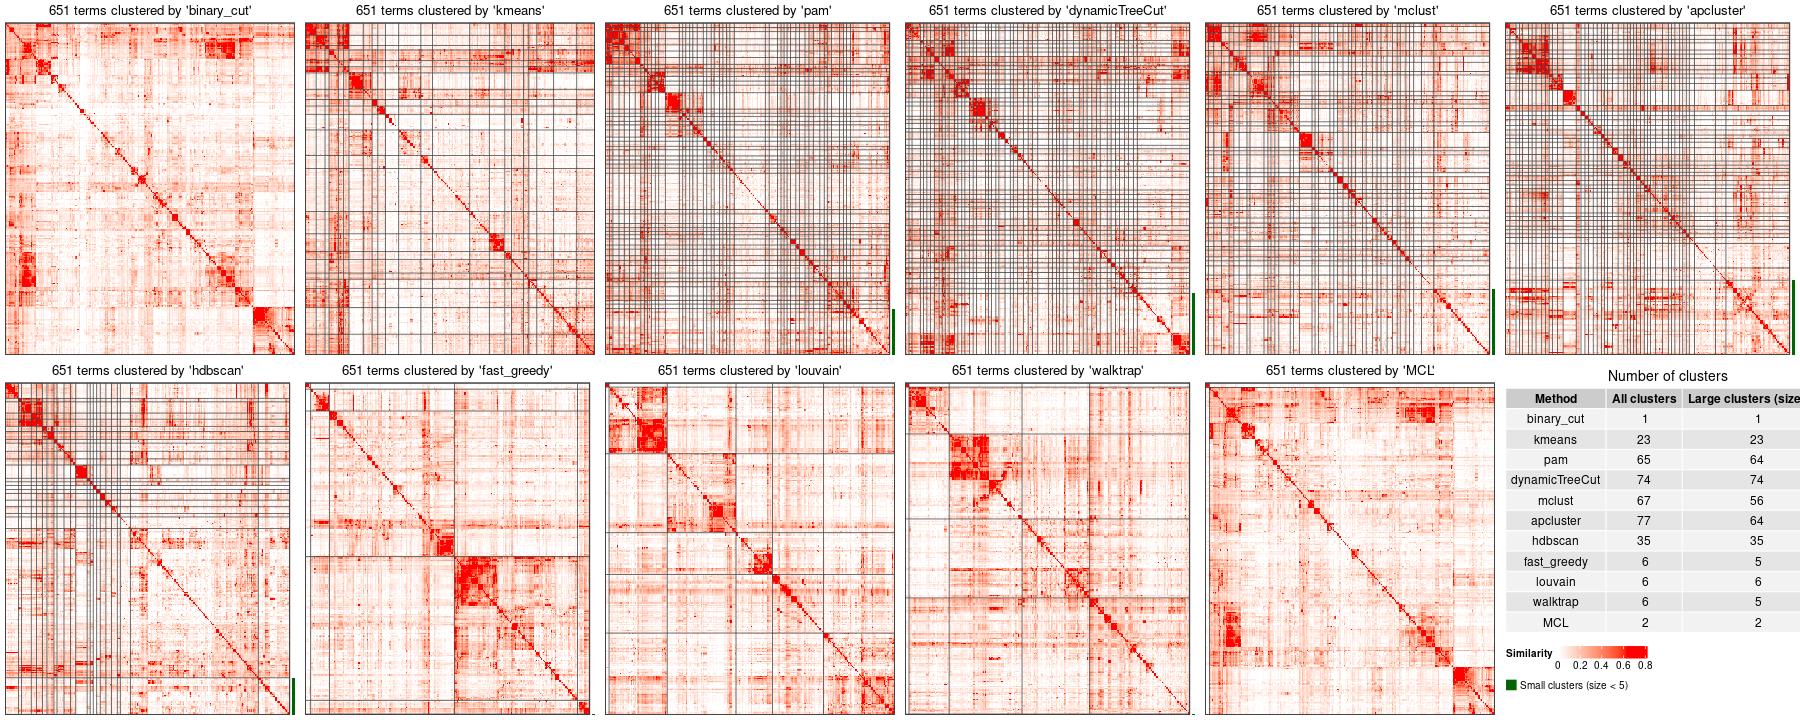 651 terms clustered by 'binary_cut'
651 terms clustered by 'kmeans'
651 terms clustered by 'pam'
651 terms clustered by 'dynamicTreeCut'
651 terms clustered by 'mclust'
651 terms clustered by 'apcluster'
651 terms clustered by 'hdbscan'
651 terms clustered by 'fast_greedy'
651 terms clustered by 'louvain'
651 terms clustered by 'walktrap'
651 terms clustered by 'MCL'
Number of clusters
Method All clusters Large clusters (size
binary_cut 1 1
kmeans 23 23
pam 65 64
dynamicTreeCut 74 74
mclust 67 56
apcluster 77 64
hdbscan 35 35
fast_greedy 6 5
louvain 6 6
walktrap 6 5
MCL 2 2
Similarity
0 0.2 0.4 0.6 0.8
Small clusters (size < 5)